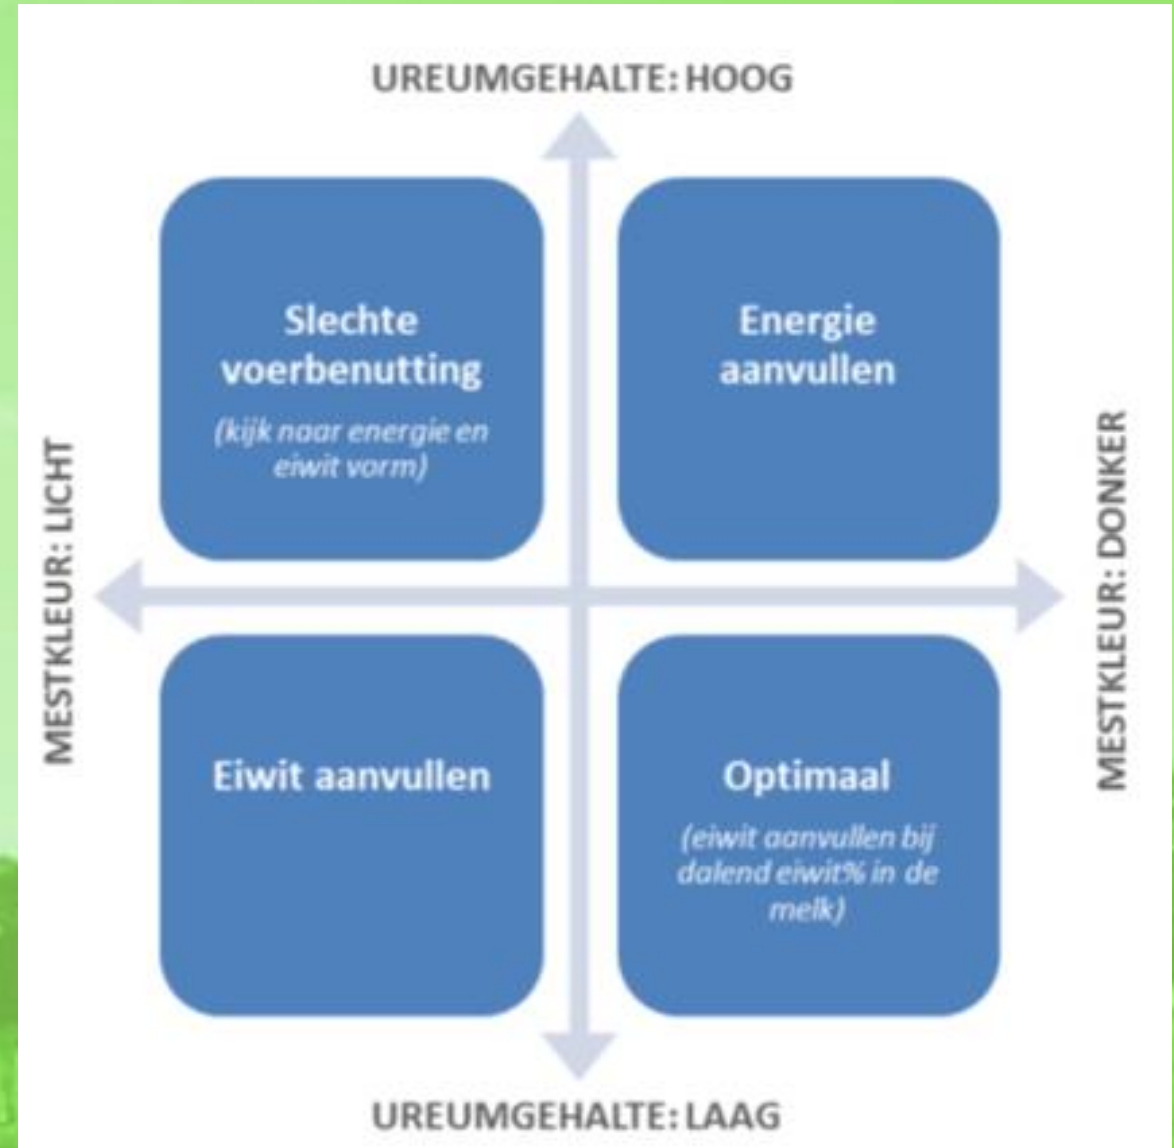 UREUMGEHALTE: HOOG
Slechte
voerbenutting
(kijk naar energie en
eiwit vorm)
Energie
aanvullen
MESTKLEUR: LICHT
MESTKLEUR: DONKER
Eiwit aanvullen
Optimaal
(eiwit aanvullen bij
dalend eiwit% in de
melk)
UREUMGEHALTE: LAAG